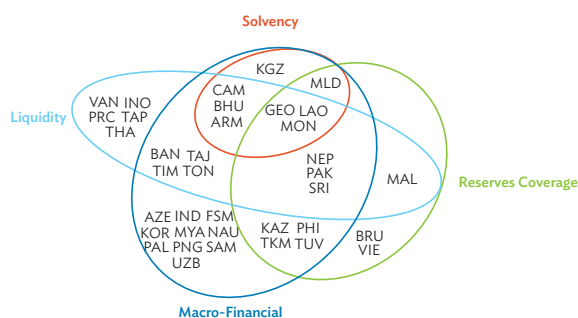 Solvency
KGZ
MLD
CAM
BHU
ARM
GEO LAO
MON
VAN INO
PRC TAP
THA
Liquidity
BAN TAJ
TIM TON
NEP
PAK
SRI
MAL
Reserves Coverage
AZE IND FSM
KOR MYA NAU
PAL PNG SAM
UZB
KAZ PHI
TKM TUV
BRU
VIE
Macro-Financial